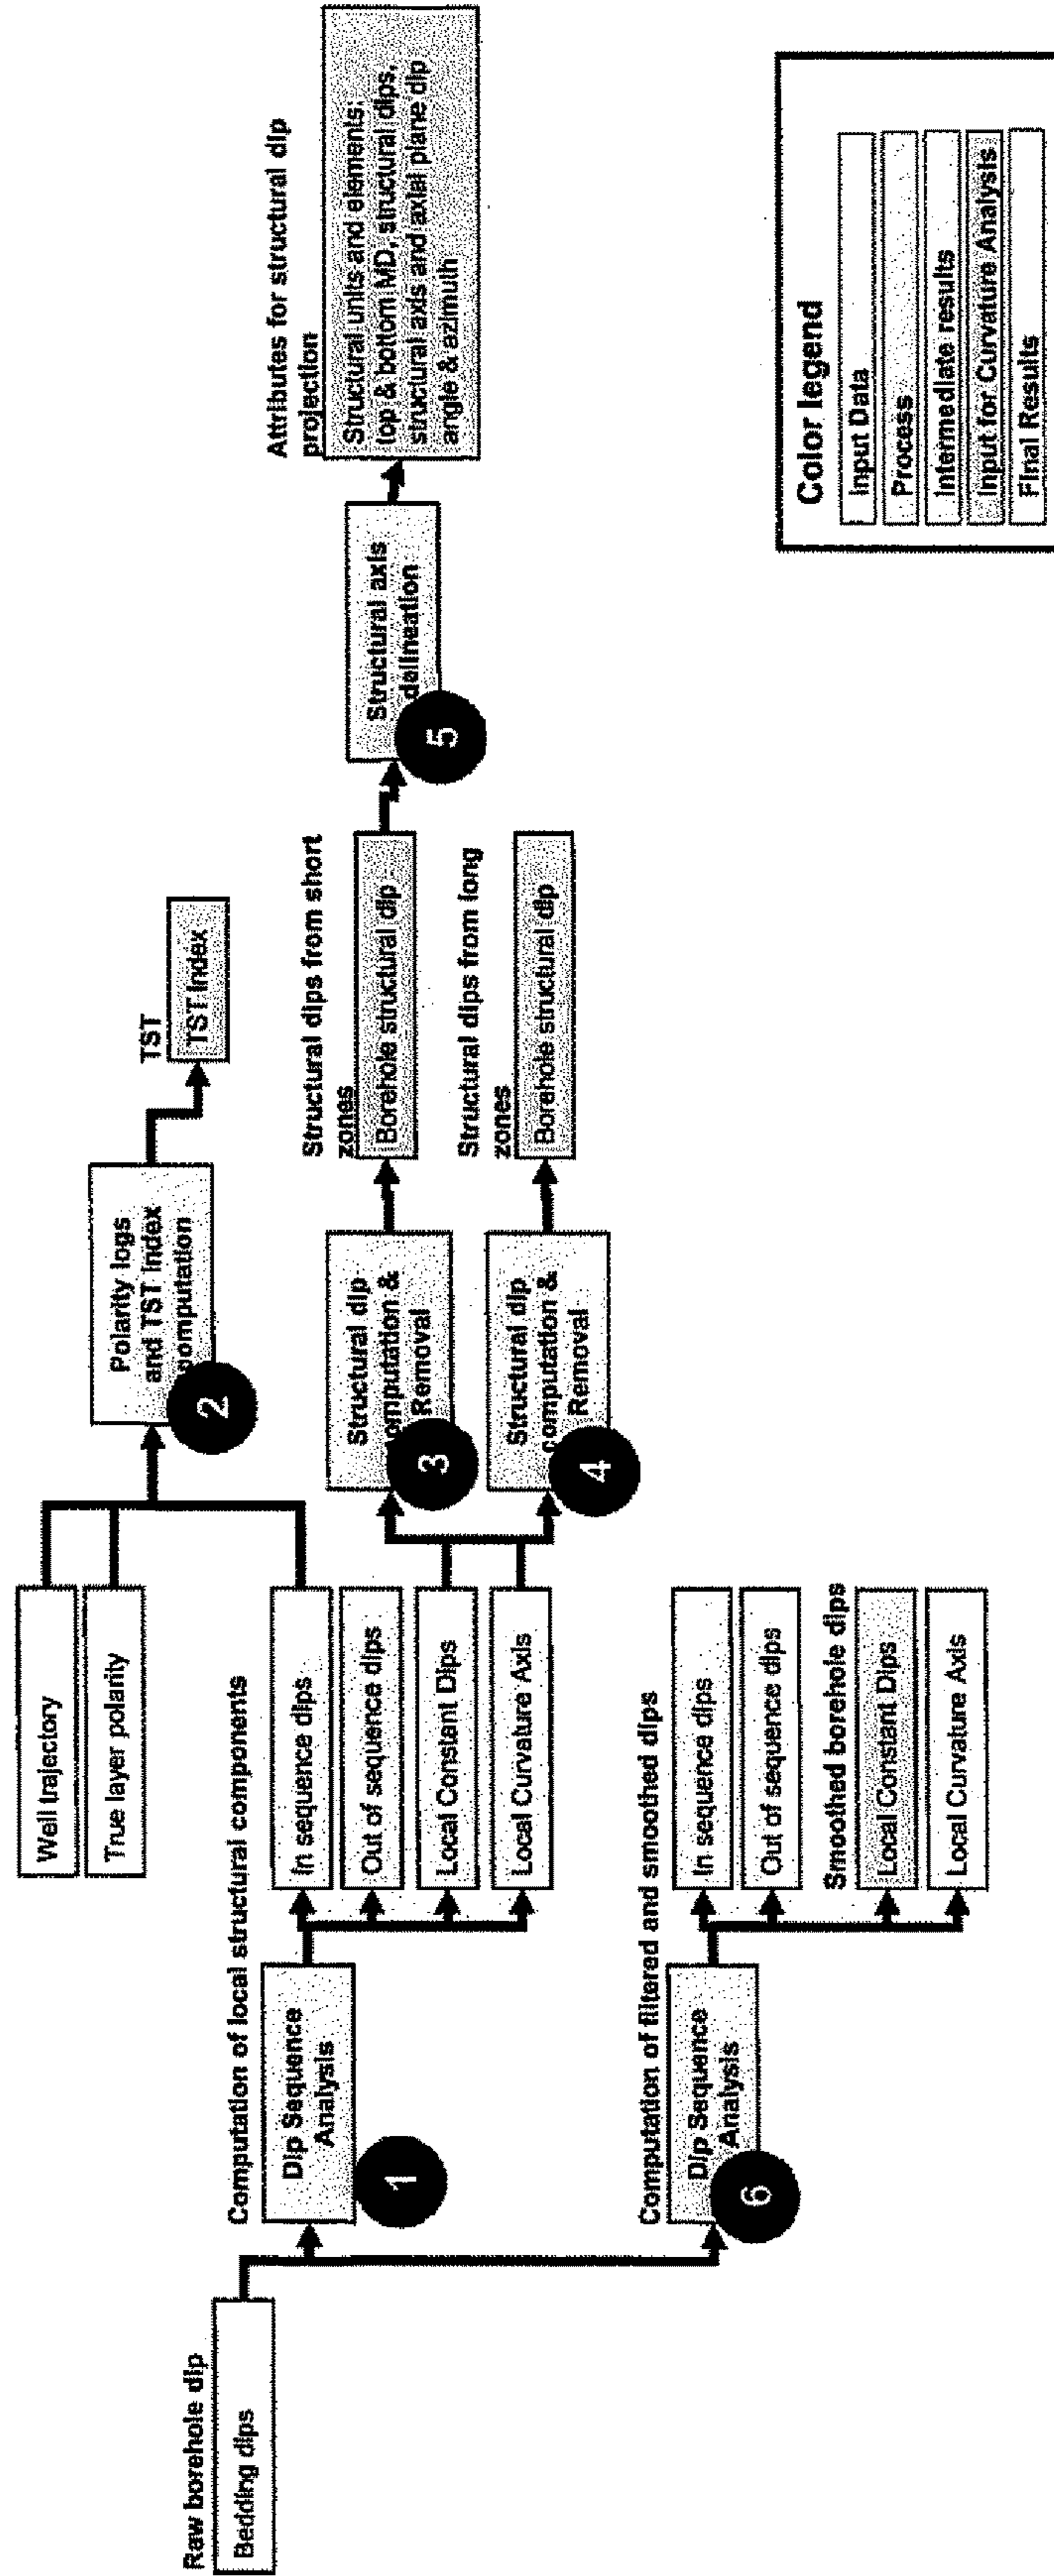 Raw borehole dip
Bedding dips
Well trajectory
True layer polarity
Computation of local structural components
Dip Sequence
Analysis
1
In sequence dips
Out of sequence dips
Local Constant Dips
Local Curvature Axis
Computation of filtered and smoothed dips
Dip Sequence
Analysis
6
In sequence dips
Out of sequence dips
Smoothed borehole dips
Local Constant Dips
Local Curvature Axis
Polarity logs
and TST Index
computation
2
TST
TST Index
Structural dip
computation &
Removal
3
Structural dip
computation &
Removal
4
Structural dips from short
zones
Borehole structural dip
Structural dips from long
zones
Borehole structural dip
Structural axis
delineation
5
Attributes for structural dip
projection
Structural units and elements:
top & bottom MD, structural dips,
structural axis and axial plane dip
angle & azimuth
Color legend
Input Data
Process
Intermediate results
Input for Curvature Analysis
Final Results